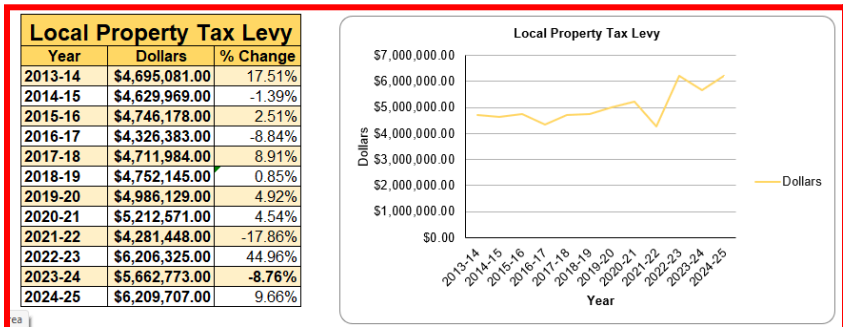 Local Property Tax Levy
Year Dollars % Change
2013-14 $4,695,081.00 17.51%
2014-15 $4,629,969.00 -1.39%
2015-16 $4,746,178.00 2.51%
2016-17 $4,326,383.00 -8.84%
2017-18 $4,711,984.00 8.91%
2018-19 $4,752,145.00 0.85%
2019-20 $4,986,129.00 4.92%
2020-21 $5,212,571.00 4.54%
2021-22 $4,281,448.00 -17.86%
2022-23 $6,206,325.00 44.96%
2023-24 $5,662,773.00 -8.76%
2024-25 $6,209,707.00 9.66%
rea
Local Property Tax Levy
$7,000,000.00
$6,000,000.00
$5,000,000.00
$4,000,000.00
$3,000,000.00
$2,000,000.00
$1,000,000.00
$0.00
Dollars
2013-14
2014-15
2015-16
2016-17
2017-18
2018-19
2019-20
2020-21
2021-22
2022-23
2023-24
2024-25
Year
Dollars